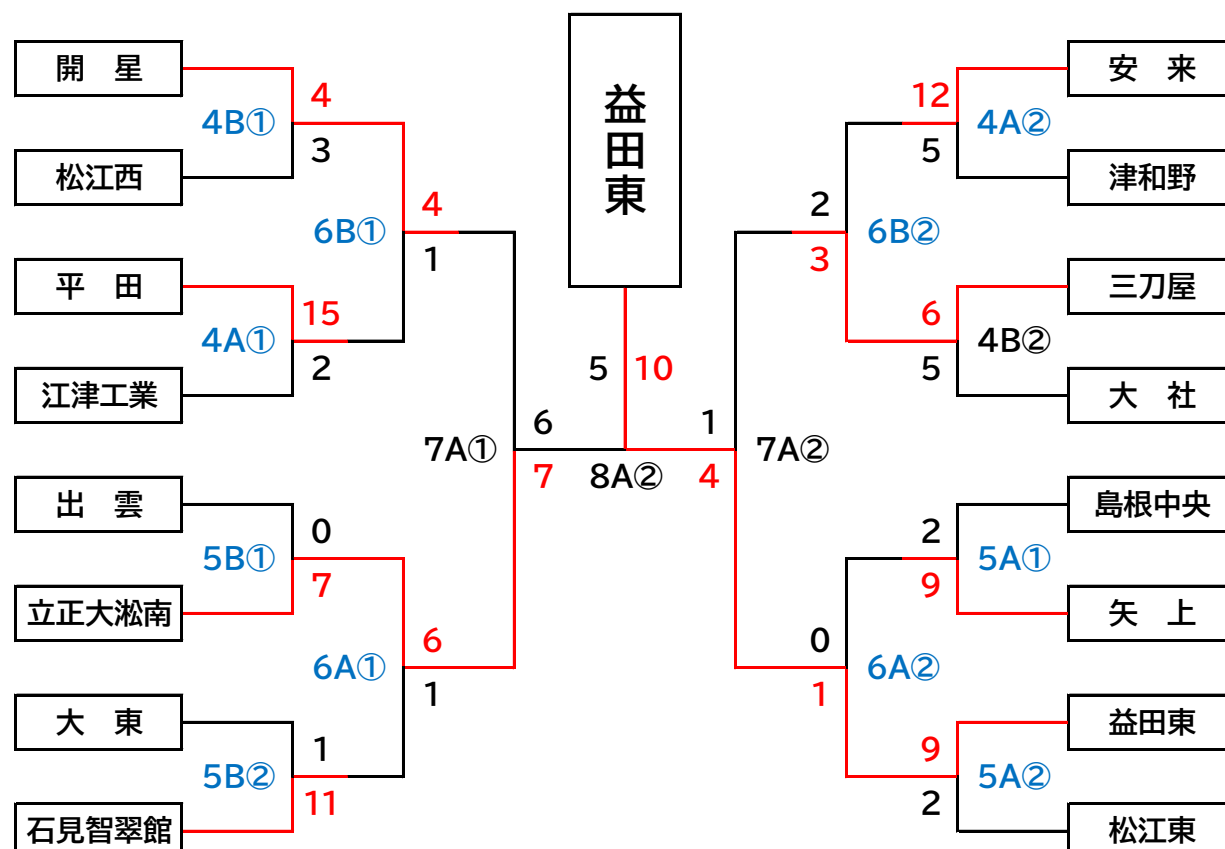 益田東
開　星
4
4B①
3
松江西
4
6B①
1
平　田
15
4A①
2
江津工業
6
7A①
7
出　雲
0
5B①
7
立正大淞南
6
6A①
1
大　東
1
5B②
11
石見智翠館
5 10
8A②
安　来
12
4A②
5
津和野
2
6B②
3
三刀屋
6
4B②
5
大　社
1
7A②
4
島根中央
2
5A①
9
矢　上
0
6A②
1
益田東
9
5A②
2
松江東